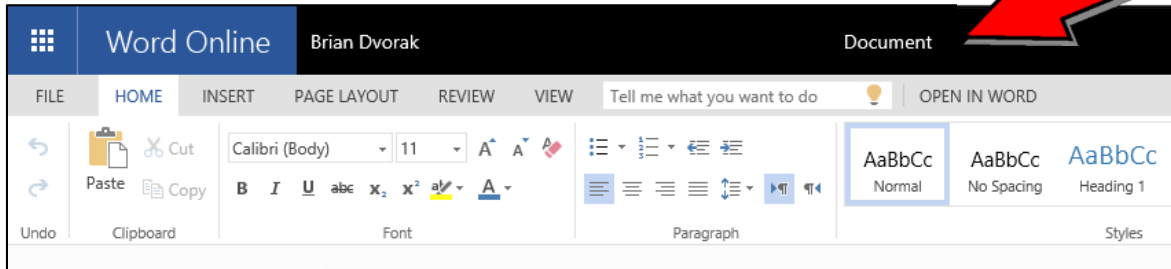 Word Online Brian Dvorak Document
FILE HOME INSERT PAGE LAYOUT REVIEW VIEW Tell me what you want to do OPEN IN WORD
Cut Calibri (Body) 11 A A A
Paste Copy B I U abc x₂ x² ab A
AaBbCc AaBbCc AaBbCc
Normal No Spacing Heading 1
Undo Clipboard Font Paragraph Styles